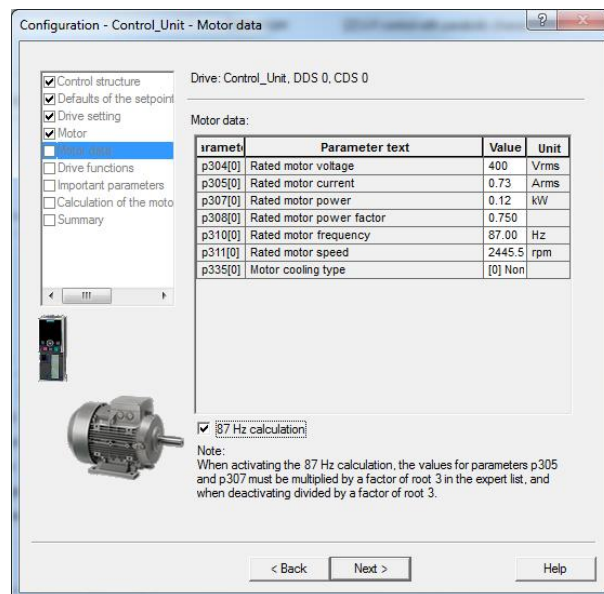 Configuration - Control_Unit - Motor data
?
Control structure
Defaults of the setpoint
Drive setting
Motor
Drive functions
Important parameters
Calculation of the moto
Summary
Drive: Control_Unit, DDS 0, CDS 0
Motor data:
aramet Parameter text Value Unit
p304[0] Rated motor voltage 400 Vrms
p305[0] Rated motor current 0.73 Arms
p307[0] Rated motor power 0.12 kW
p308[0] Rated motor power factor 0.750
p310[0] Rated motor frequency 87.00 Hz
p311[0] Rated motor speed 2445.5 rpm
p335[0] Motor cooling type [0] Non
87 Hz calculation
Note:
When activating the 87 Hz calculation, the values for parameters p305
and p307 must be multiplied by a factor of root 3 in the expert list, and
when deactivating divided by a factor of root 3.
< Back Next > Help